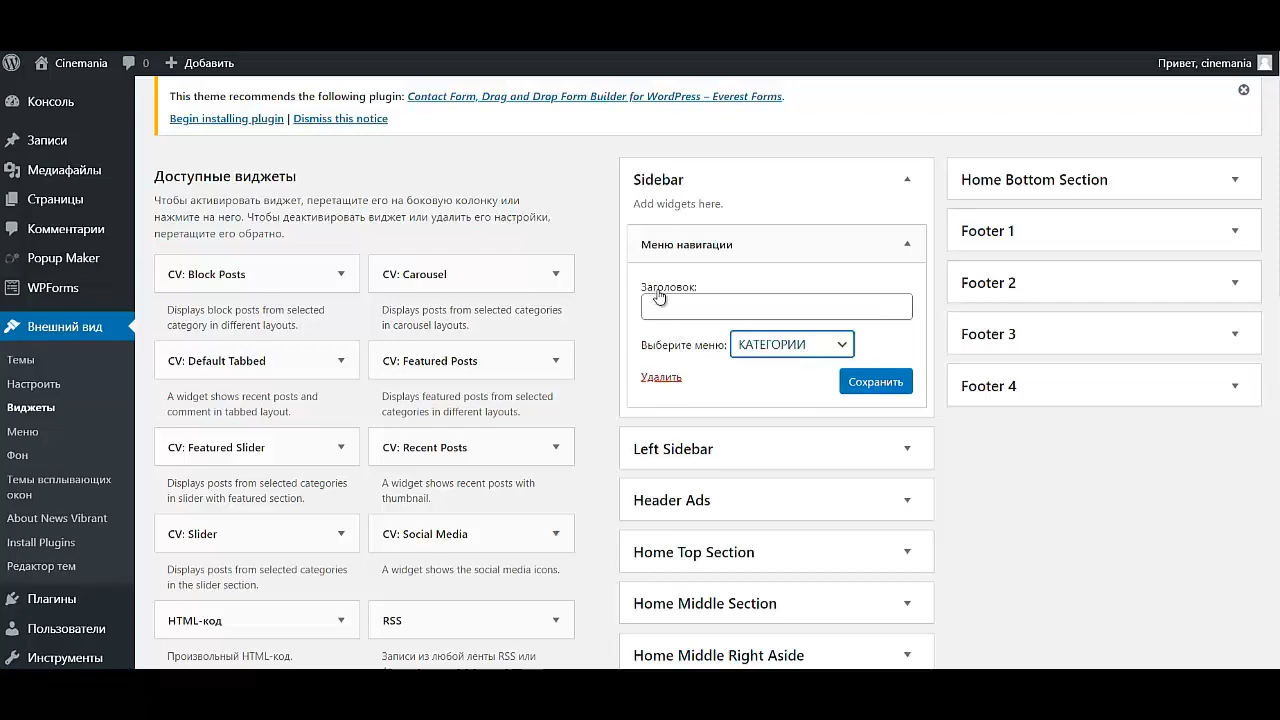 Cinemania
0
Добавить
Привет, cinemania
Консоль
Записи
Медиафайлы
Страницы
Комментарии
Popup Maker
WPForms
Внешний вид
Темы
Настроить
Виджеты
Меню
Фон
Темы всплывающих
окон
About News Vibrant
Install Plugins
Редактор тем
Плагины
Пользователи
Инструменты
This theme recommends the following plugin: Contact Form, Drag and Drop Form Builder for WordPress – Everest Forms.
Begin installing plugin | Dismiss this notice
Доступные виджеты
Чтобы активировать виджет, перетащите его на боковую колонку или
нажмите на него. Чтобы деактивировать виджет или удалить его настройки,
перетащите его обратно.
CV: Block Posts
Displays block posts from selected
category in different layouts.
CV: Carousel
Displays posts from selected categories
in carousel layouts.
CV: Default Tabbed
A widget shows recent posts and
comment in tabbed layout.
CV: Featured Posts
Displays featured posts from selected
categories in different layouts.
CV: Featured Slider
Displays posts from selected categories
in slider with featured section.
CV: Recent Posts
A widget shows recent posts with
thumbnail.
CV: Slider
Displays posts from selected categories
in the slider section.
CV: Social Media
A widget shows the social media icons.
HTML-код
Произвольный HTML-код.
RSS
Записи из любой ленты RSS или
Sidebar
Add widgets here.
Меню навигации
Заголовок:
Выберите меню: КАТЕГОРИИ
Удалить
Сохранить
Left Sidebar
Header Ads
Home Top Section
Home Middle Section
Home Middle Right Aside
Home Bottom Section
Footer 1
Footer 2
Footer 3
Footer 4